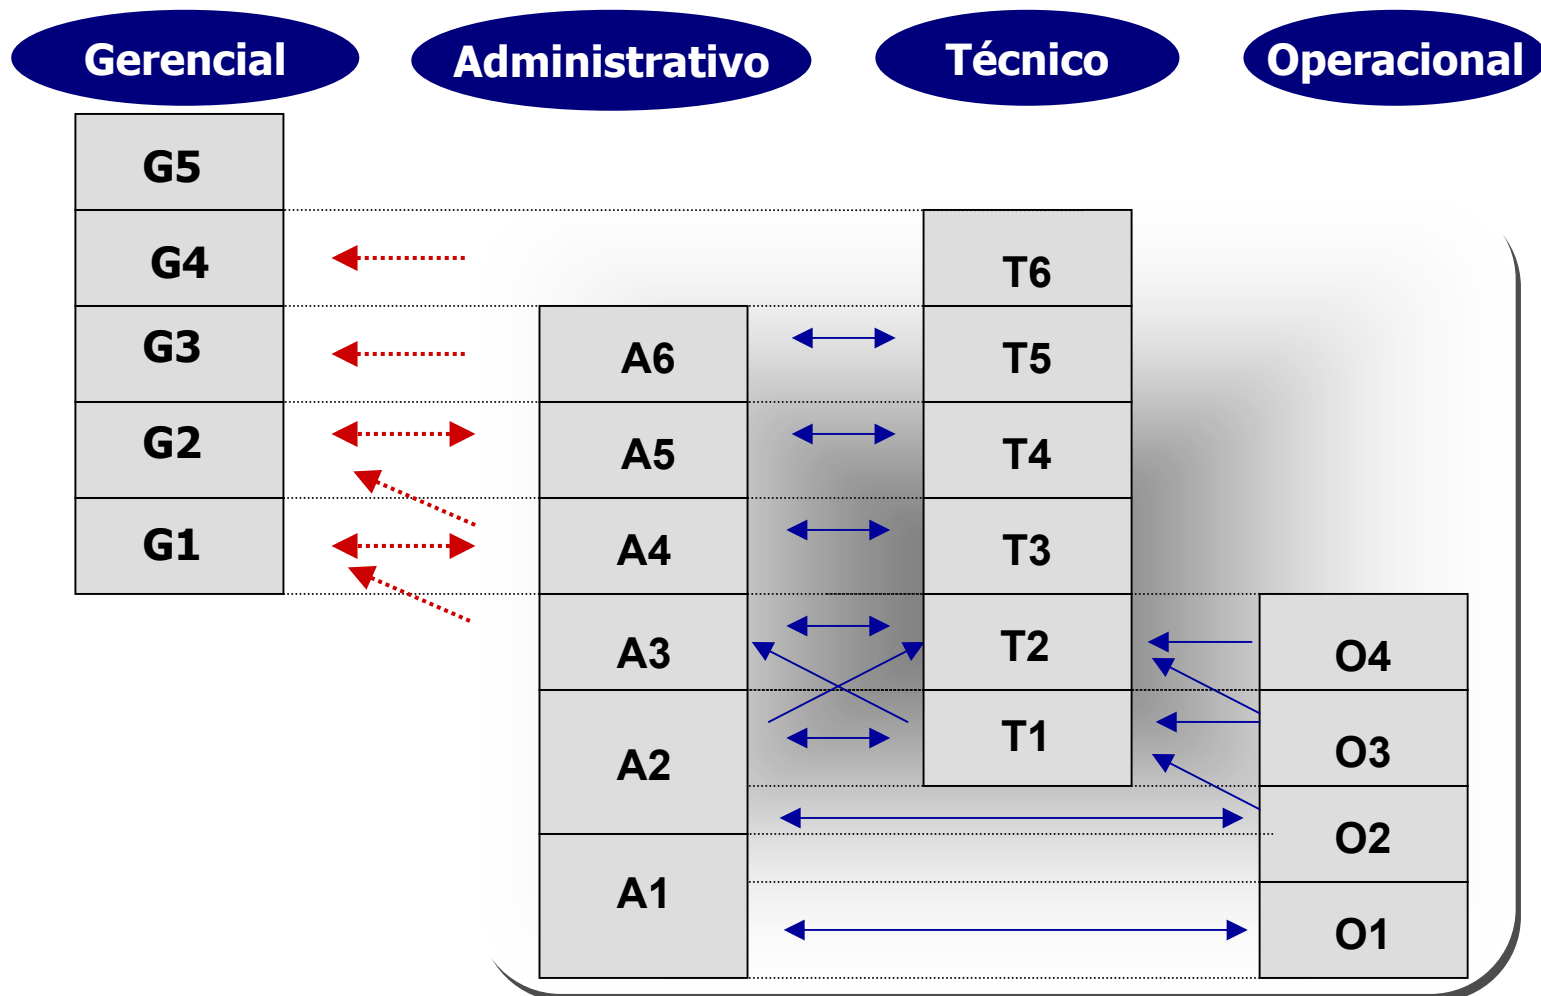 Gerencial
Administrativo
Técnico
Operacional
G5
G4
T6
G3
A6
T5
G2
A5
T4
G1
A4
T3
A3
T2
O4
A2
T1
O3
O2
A1
O1